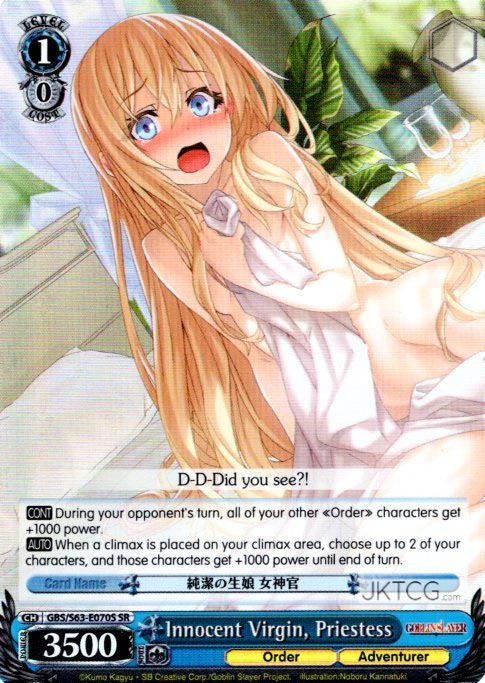 LEVEL
1
0
COST
D-D-Did you see?!
CONT During your opponent's turn, all of your other «Order» characters get
+1000 power.
AUTO When a climax is placed on your climax area, choose up to 2 of your
characters, and those characters get +1000 power until end of turn.
Card Name
純潔の生娘 女神官
JKTCG.com
CH GBS/S63-E070S SR
Innocent Virgin, Priestess
GOBLIN SLAYER
POWER
3500
Order
Adventurer
©Kumo Kagyu • SB Creative Corp./Goblin Slayer Project. illustration:Noboru Kannatuki